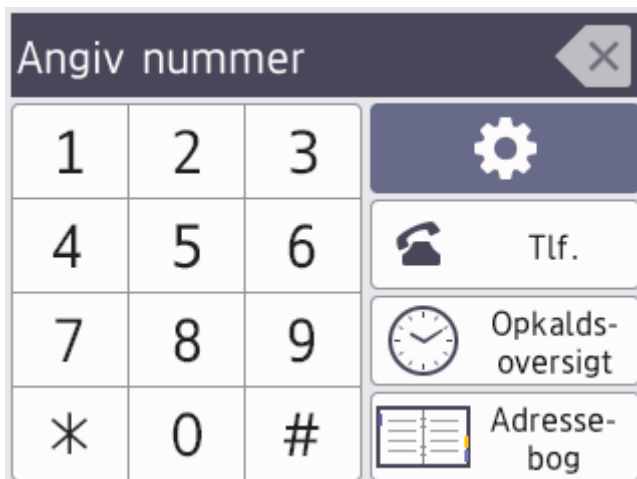 Angiv nummer
1 2 3
4 5 6
Tlf.
7 8 9
Opkalds-
oversigt
* 0 #
Adresse-
bog